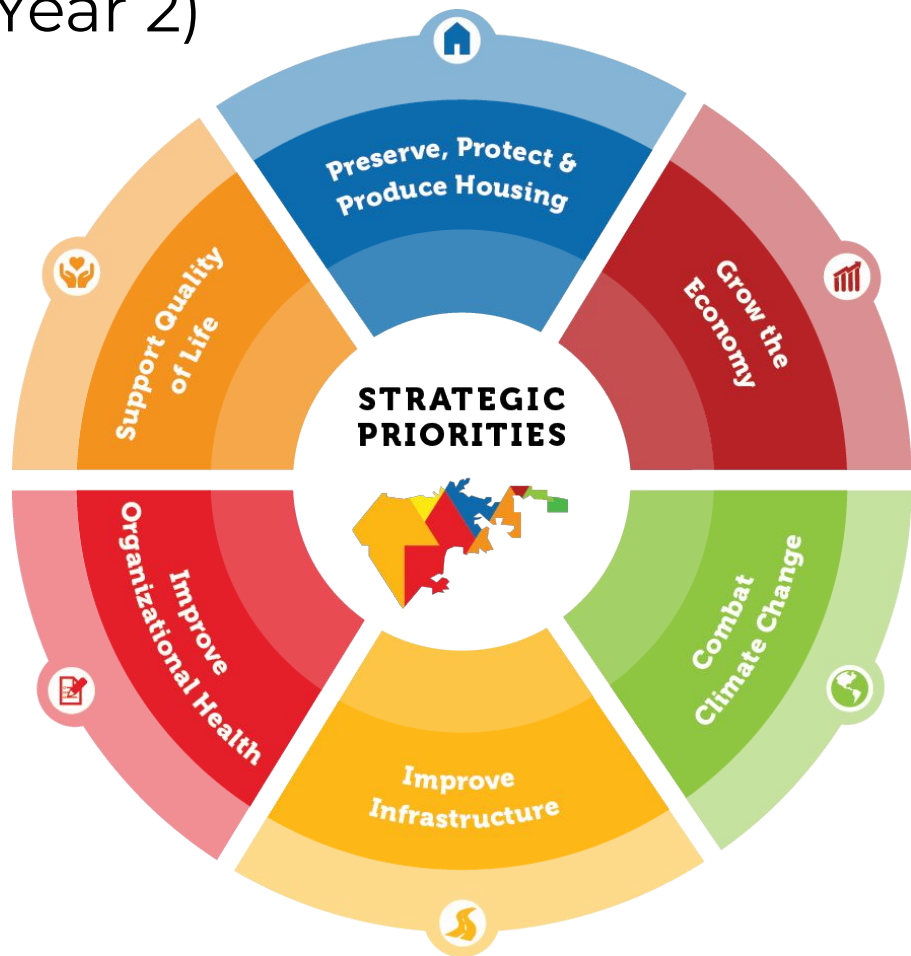 Year 2)
Preserve, Protect &
Produce Housing
Grow the
Economy
Combat
Climate Change
Improve
Infrastructure
Improve
Organizational Health
Support Quality
of Life
STRATEGIC
PRIORITIES